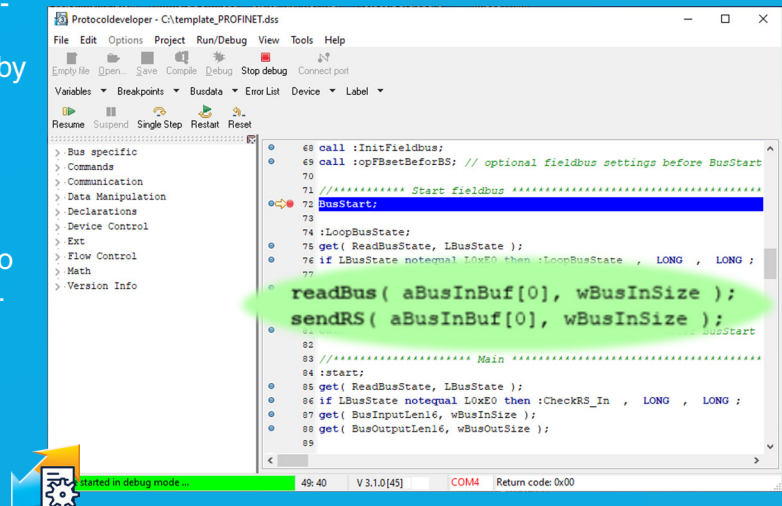 by
o
Protocoldeveloper - C:\template_PROFINET.dss
File Edit Options Project Run/Debug View Tools Help
Empty file Open... Save Compile Debug Stop debug Connect port
Variables Breakpoints Busdata Error List Device Label
Resume Suspend Single Step Restart Reset
Bus specific
Commands
Communication
Data Manipulation
Declarations
Device Control
Ext
Flow Control
Math
Version Info
68 call :InitFieldbus;
69 call :opFBsetBeforBS; // optional fieldbus settings before BusStart
70
71 //*********** Start fieldbus *************************************
72 BusStart;
73
74 :LoopBusState;
75 get( ReadBusState, LBusState );
76 if LBusState notequal L0xE0 then :LoopBusState , LONG , LONG ;
77
readBus( aBusInBuf[0], wBusInSize );
sendRS( aBusInBuf[0], wBusInSize );
BusStart
82
83 //********************* Main *************************************
84 :start;
85 get( ReadBusState, LBusState );
86 if LBusState notequal L0xE0 then :CheckRS_In , LONG , LONG ;
87 get( BusInputLen16, wBusInSize );
88 get( BusOutputLen16, wBusOutSize );
89
started in debug mode ... 49: 40 V 3.1.0[45] COM4 Return code: 0x00